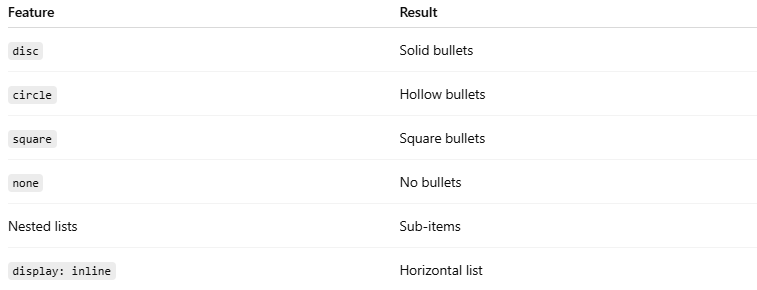 Feature Result
disc Solid bullets
circle Hollow bullets
square Square bullets
none No bullets
Nested lists Sub-items
display: inline Horizontal list